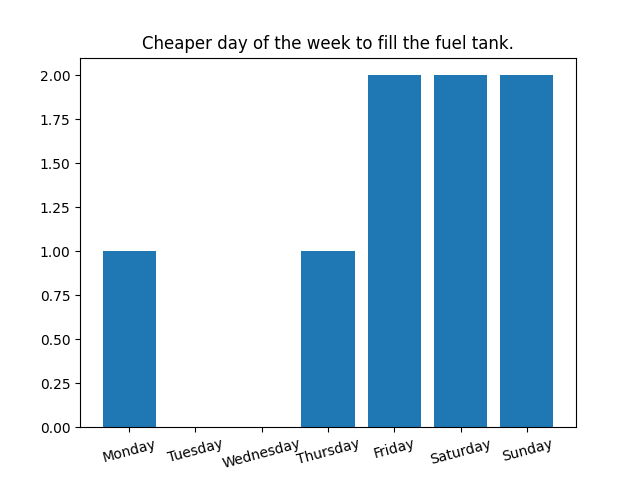 Cheaper day of the week to fill the fuel tank.
2.00
1.75
1.50
1.25
1.00
0.75
0.50
0.25
0.00
Monday
Tuesday
Wednesday
Thursday
Friday
Saturday
Sunday